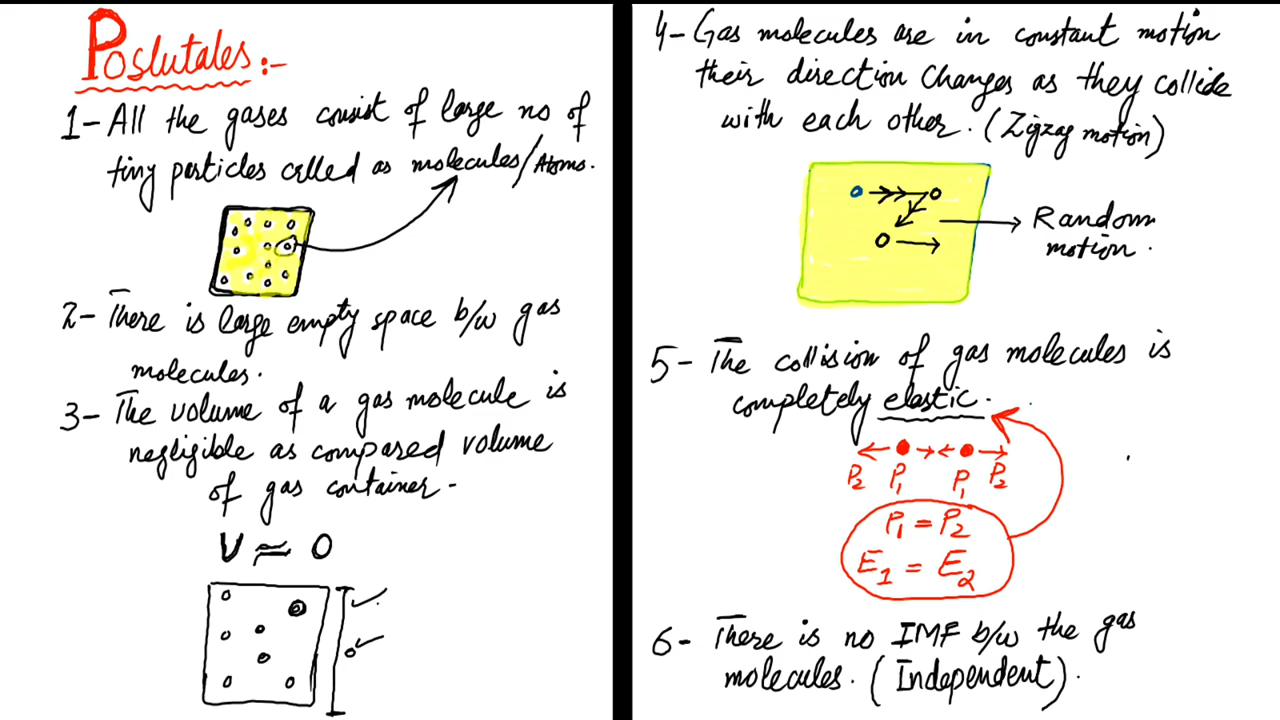 Poslutales :-
1- All the gases consist of large no of
tiny particles called as molecules/Atoms.
2- There is large empty space b/w gas
molecules.
3- The volume of a gas molecule is
negligible as compared volume
of gas container -
V ≈ 0
4- Gas molecules are in constant motion
their direction changes as they collide
with each other. (Zigzag motion)
Random
motion.
5- The collision of gas molecules is
completely elastic.
P2 P1 P1 P2
P1 = P2
E1 = E2
6- There is no IMF b/w the gas
molecules. (Independent).